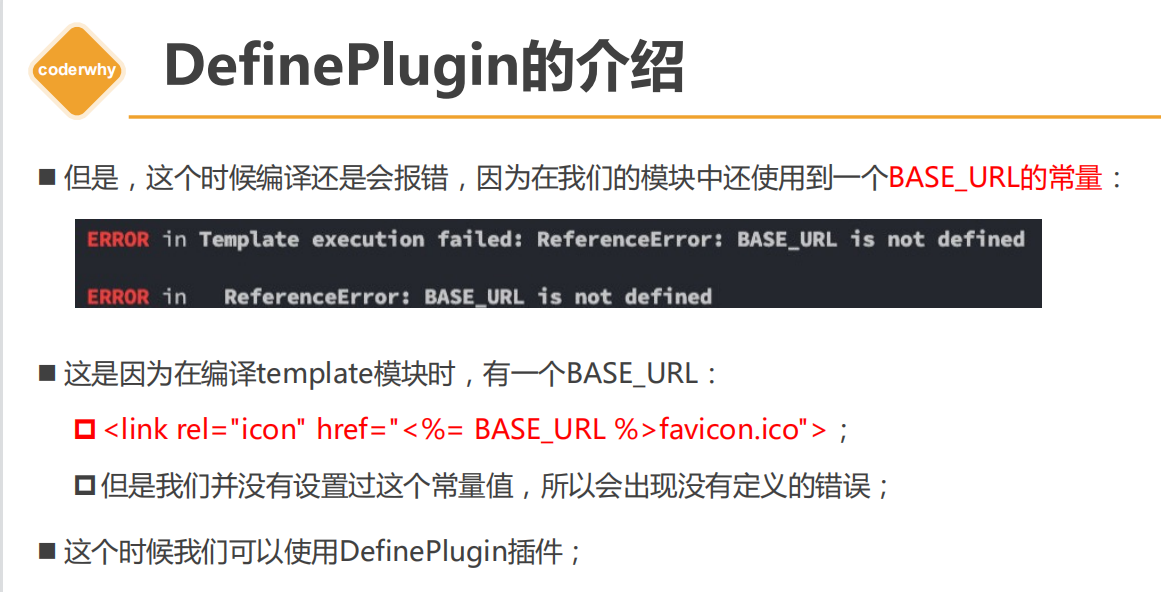 coderwhy
DefinePlugin的介绍
但是，这个时候编译还是会报错，因为在我们的模块中还使用到一个BASE_URL的常量：
ERROR in Template execution failed: ReferenceError: BASE_URL is not defined
ERROR in   ReferenceError: BASE_URL is not defined
这是因为在编译template模块时，有一个BASE_URL：
<link rel="icon" href="<%= BASE_URL %>favicon.ico">；
但是我们并没有设置过这个常量值，所以会出现没有定义的错误；
这个时候我们可以使用DefinePlugin插件；